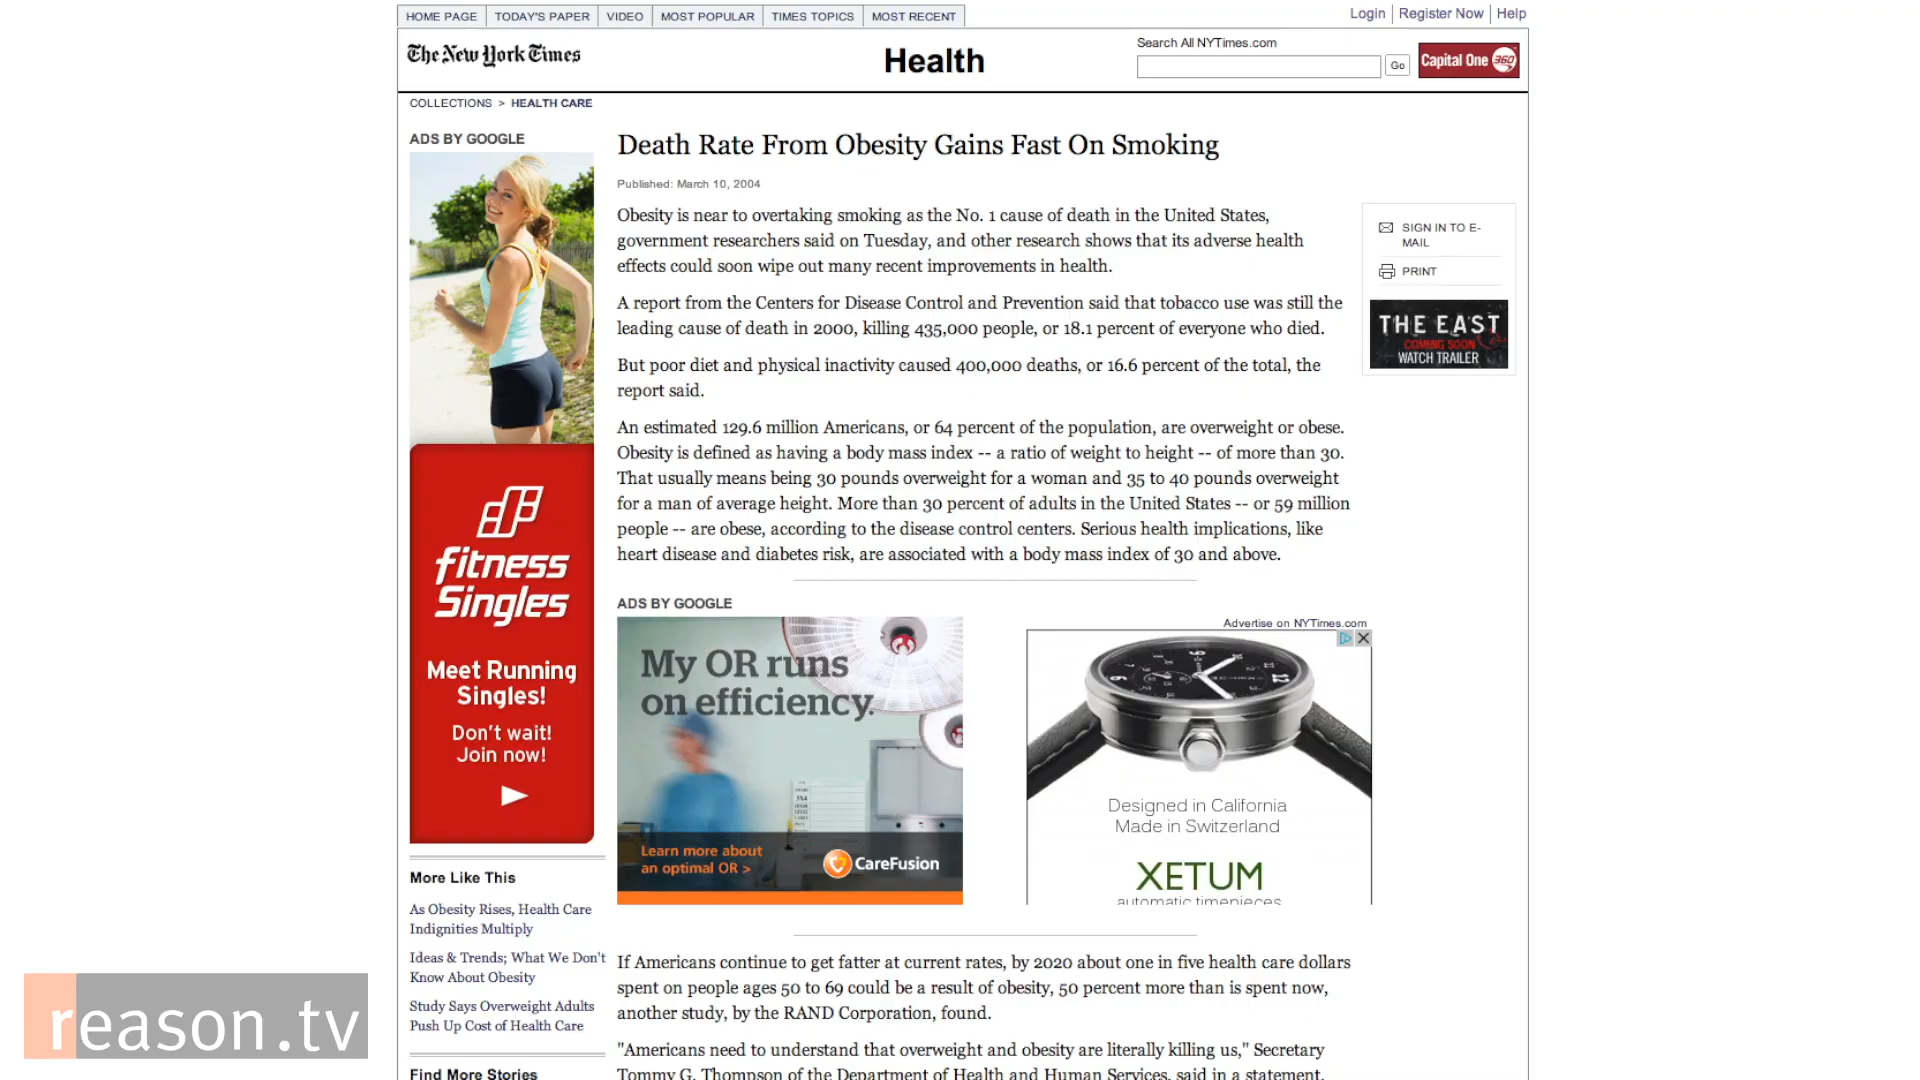 HOME PAGE
TODAY'S PAPER
VIDEO
MOST POPULAR
TIMES TOPICS
MOST RECENT
Login
Register Now
Help
The New York Times
Health
Search All NYTimes.com
Go
Capital One 360
COLLECTIONS > HEALTH CARE
ADS BY GOOGLE
fitness
Singles
Meet Running
Singles!
Don't wait!
Join now!
More Like This
As Obesity Rises, Health Care
Indignities Multiply
Ideas & Trends; What We Don't
Know About Obesity
Study Says Overweight Adults
Push Up Cost of Health Care
Find More Stories
Death Rate From Obesity Gains Fast On Smoking
Published: March 10, 2004
Obesity is near to overtaking smoking as the No. 1 cause of death in the United States,
government researchers said on Tuesday, and other research shows that its adverse health
effects could soon wipe out many recent improvements in health.
A report from the Centers for Disease Control and Prevention said that tobacco use was still the
leading cause of death in 2000, killing 435,000 people, or 18.1 percent of everyone who died.
But poor diet and physical inactivity caused 400,000 deaths, or 16.6 percent of the total, the
report said.
An estimated 129.6 million Americans, or 64 percent of the population, are overweight or obese.
Obesity is defined as having a body mass index -- a ratio of weight to height -- of more than 30.
That usually means being 30 pounds overweight for a woman and 35 to 40 pounds overweight
for a man of average height. More than 30 percent of adults in the United States -- or 59 million
people -- are obese, according to the disease control centers. Serious health implications, like
heart disease and diabetes risk, are associated with a body mass index of 30 and above.
SIGN IN TO E-
MAIL
PRINT
THE EAST
COMING SOON
WATCH TRAILER
ADS BY GOOGLE
My OR runs
on efficiency.
Learn more about
an optimal OR >
CareFusion
Advertise on NYTimes.com
Designed in California
Made in Switzerland
XETUM
automatic timepieces
If Americans continue to get fatter at current rates, by 2020 about one in five health care dollars
spent on people ages 50 to 69 could be a result of obesity, 50 percent more than is spent now,
another study, by the RAND Corporation, found.
"Americans need to understand that overweight and obesity are literally killing us," Secretary
Tommy G. Thompson of the Department of Health and Human Services, said in a statement.
reason.tv